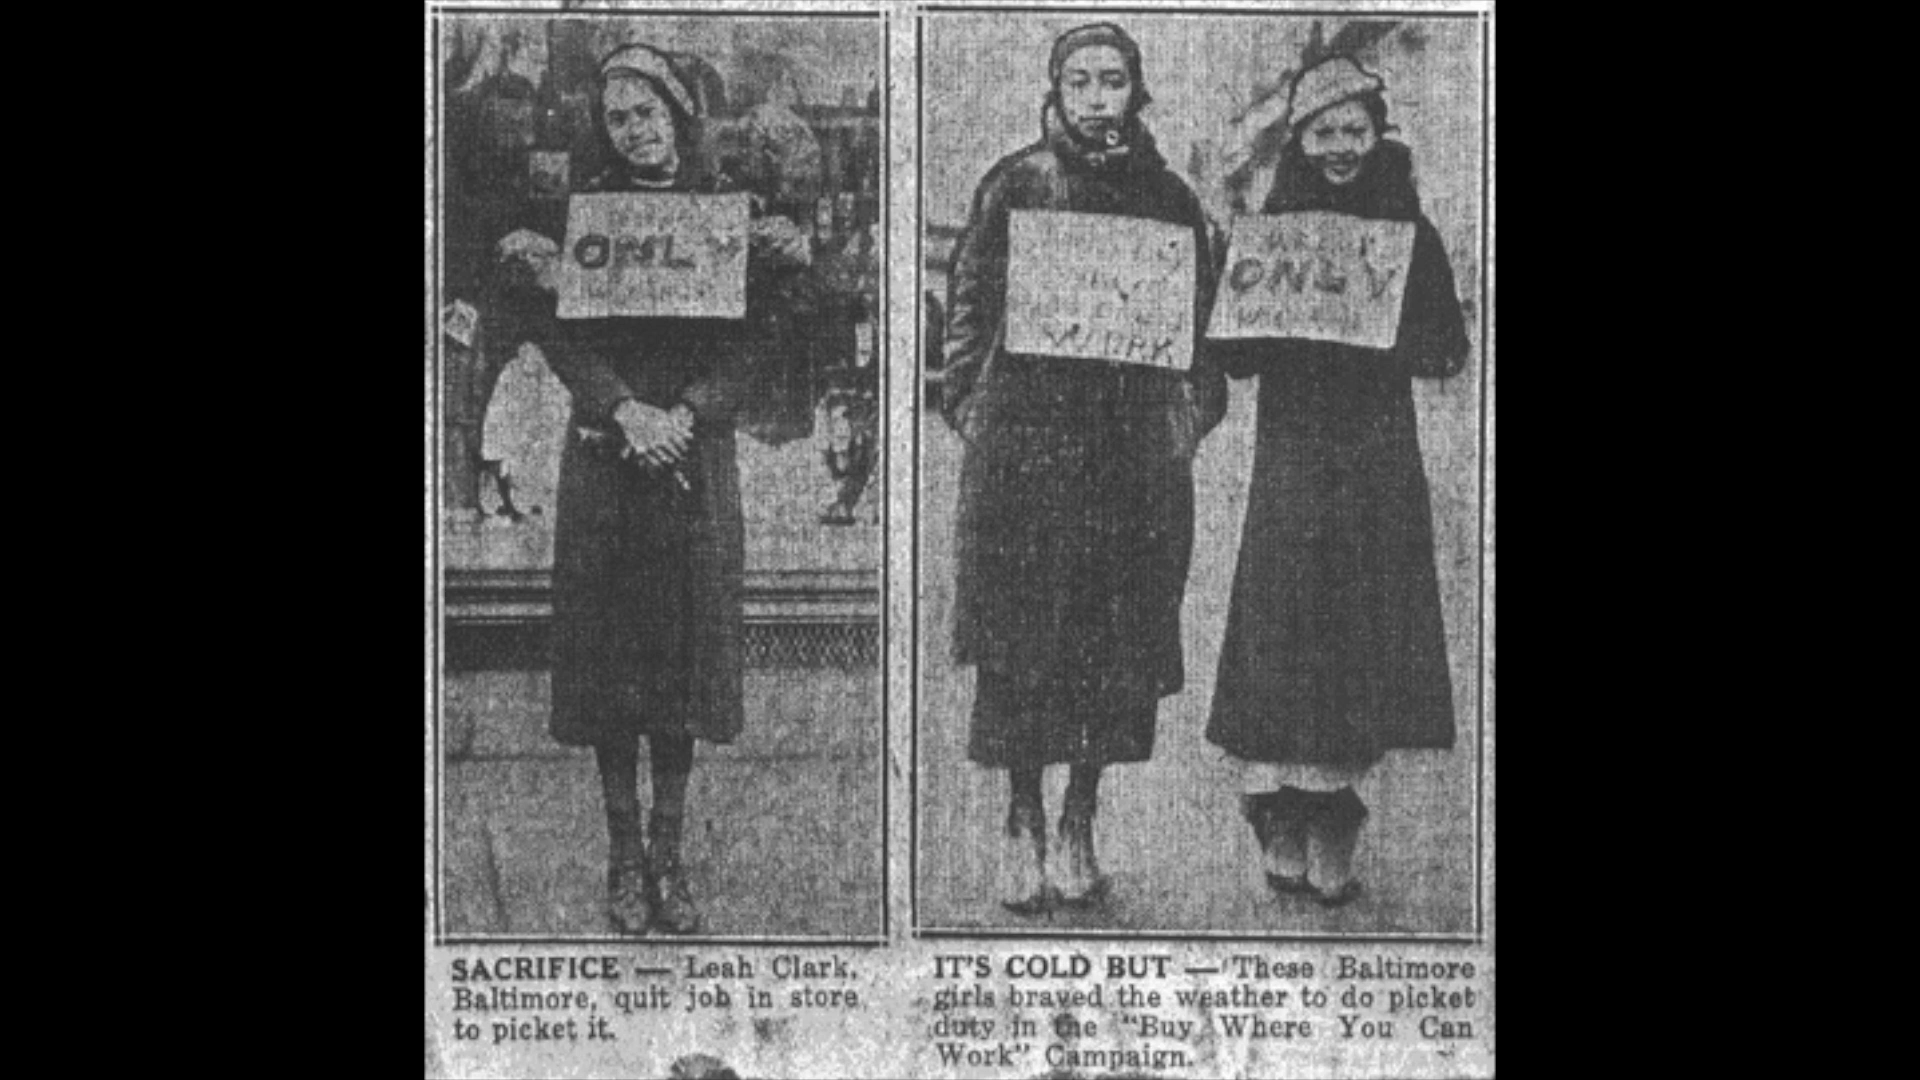 ONLY
WORK
ONLY
SACRIFICE — Leah Clark,
Baltimore, quit job in store
to picket it.
IT'S COLD BUT — These Baltimore
girls braved the weather to do picket
duty in the "Buy Where You Can
Work" Campaign.